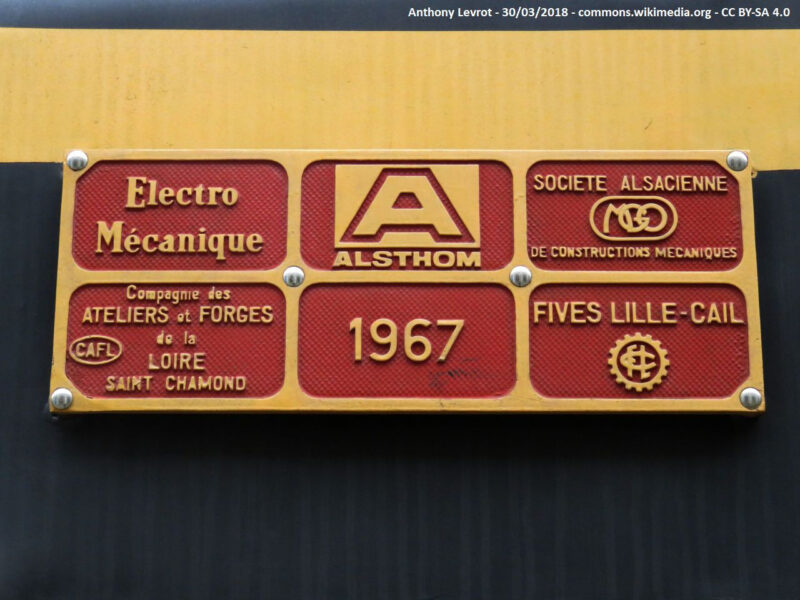 Anthony Levrot - 30/03/2018 - commons.wikimedia.org - CC BY-SA 4.0
Electro
Mécanique
A
ALSTHOM
SOCIETE ALSACIENNE
MGO
DE CONSTRUCTIONS MECANIQUES
Compagnie des
ATELIERS et FORGES
de la
CAFL
LOIRE
SAINT CHAMOND
1967
FIVES LILLE-CAIL